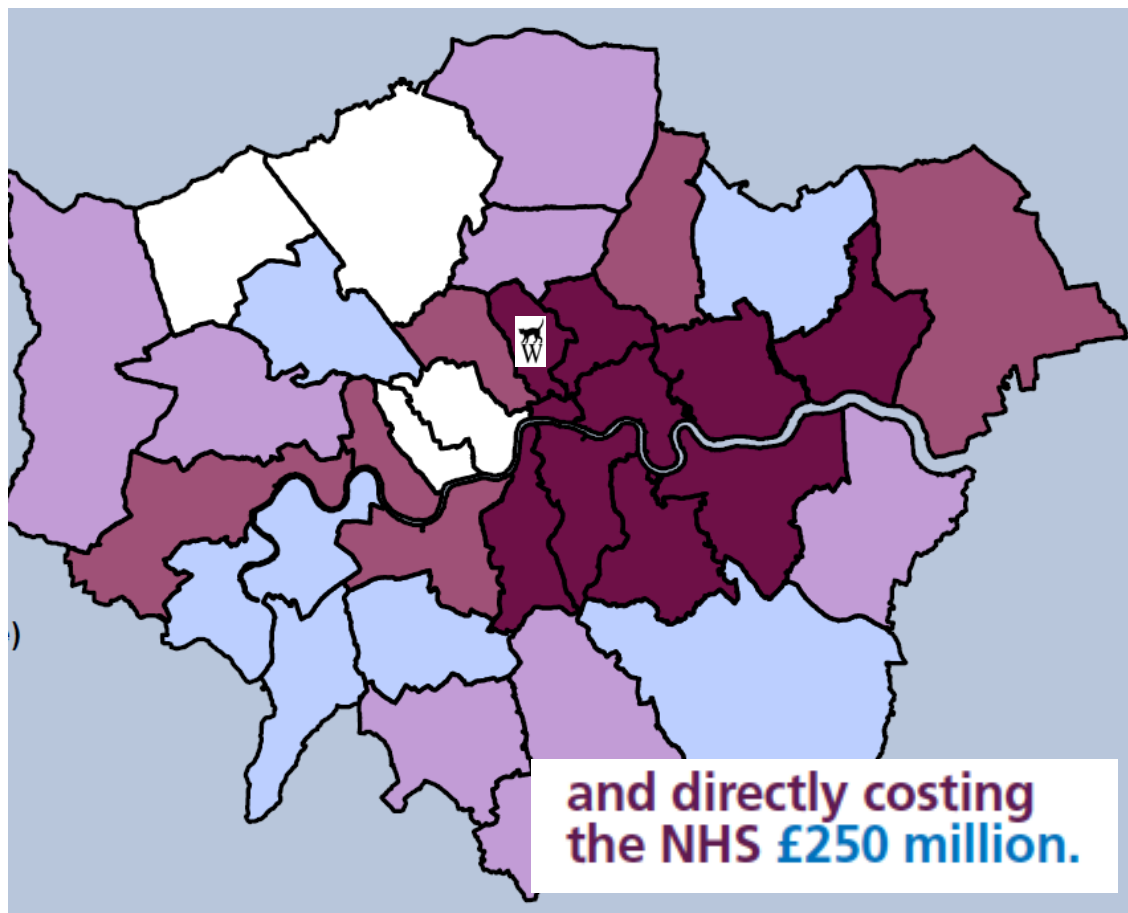 W
)
and directly costing
the NHS £250 million.